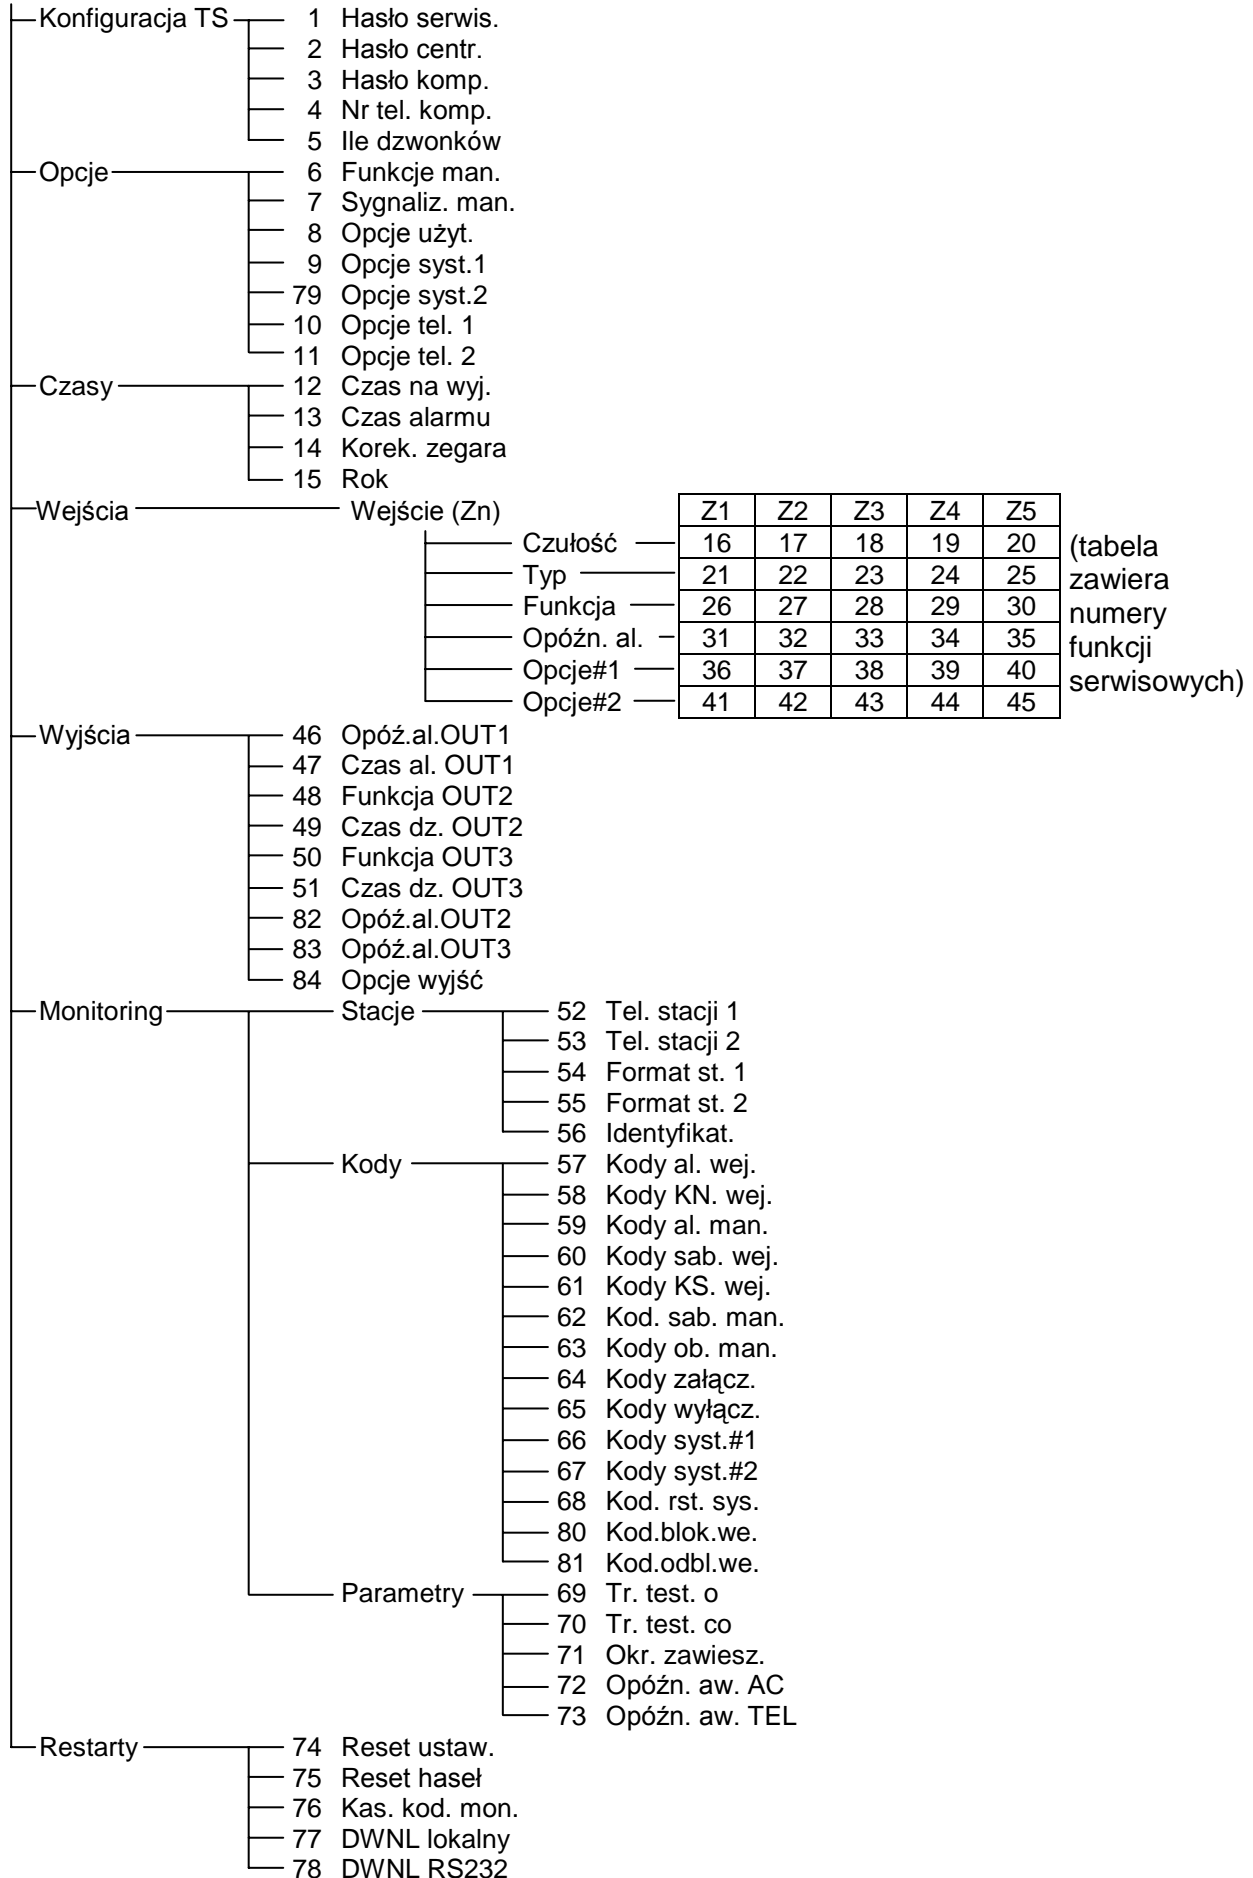 Konfiguracja TS 1 Hasło serwis.
2 Hasło centr.
3 Hasło komp.
4 Nr tel. komp.
5 Ile dzwonków
Opcje 6 Funkcje man.
7 Sygnaliz. man.
8 Opcje użyt.
9 Opcje syst.1
79 Opcje syst.2
10 Opcje tel. 1
11 Opcje tel. 2
Czasy 12 Czas na wyj.
13 Czas alarmu
14 Korek. zegara
15 Rok
Wejścia Wejście (Zn) Z1 Z2 Z3 Z4 Z5
Czułość 16 17 18 19 20 (tabela
Typ 21 22 23 24 25 zawiera
Funkcja 26 27 28 29 30 numery
Opóźn. al. 31 32 33 34 35 funkcji
Opcje#1 36 37 38 39 40 serwisowych)
Opcje#2 41 42 43 44 45
Wyjścia 46 Opóź.al.OUT1
47 Czas al. OUT1
48 Funkcja OUT2
49 Czas dz. OUT2
50 Funkcja OUT3
51 Czas dz. OUT3
82 Opóź.al.OUT2
83 Opóź.al.OUT3
84 Opcje wyjść
Monitoring Stacje 52 Tel. stacji 1
53 Tel. stacji 2
54 Format st. 1
55 Format st. 2
56 Identyfikat.
Kody 57 Kody al. wej.
58 Kody KN. wej.
59 Kody al. man.
60 Kody sab. wej.
61 Kody KS. wej.
62 Kod. sab. man.
63 Kody ob. man.
64 Kody załącz.
65 Kody wyłącz.
66 Kody syst.#1
67 Kody syst.#2
68 Kod. rst. sys.
80 Kod.blok.we.
81 Kod.odbl.we.
Parametry 69 Tr. test. o
70 Tr. test. co
71 Okr. zawiesz.
72 Opóźn. aw. AC
73 Opóźn. aw. TEL
Restarty 74 Reset ustaw.
75 Reset haseł
76 Kas. kod. mon.
77 DWNL lokalny
78 DWNL RS232